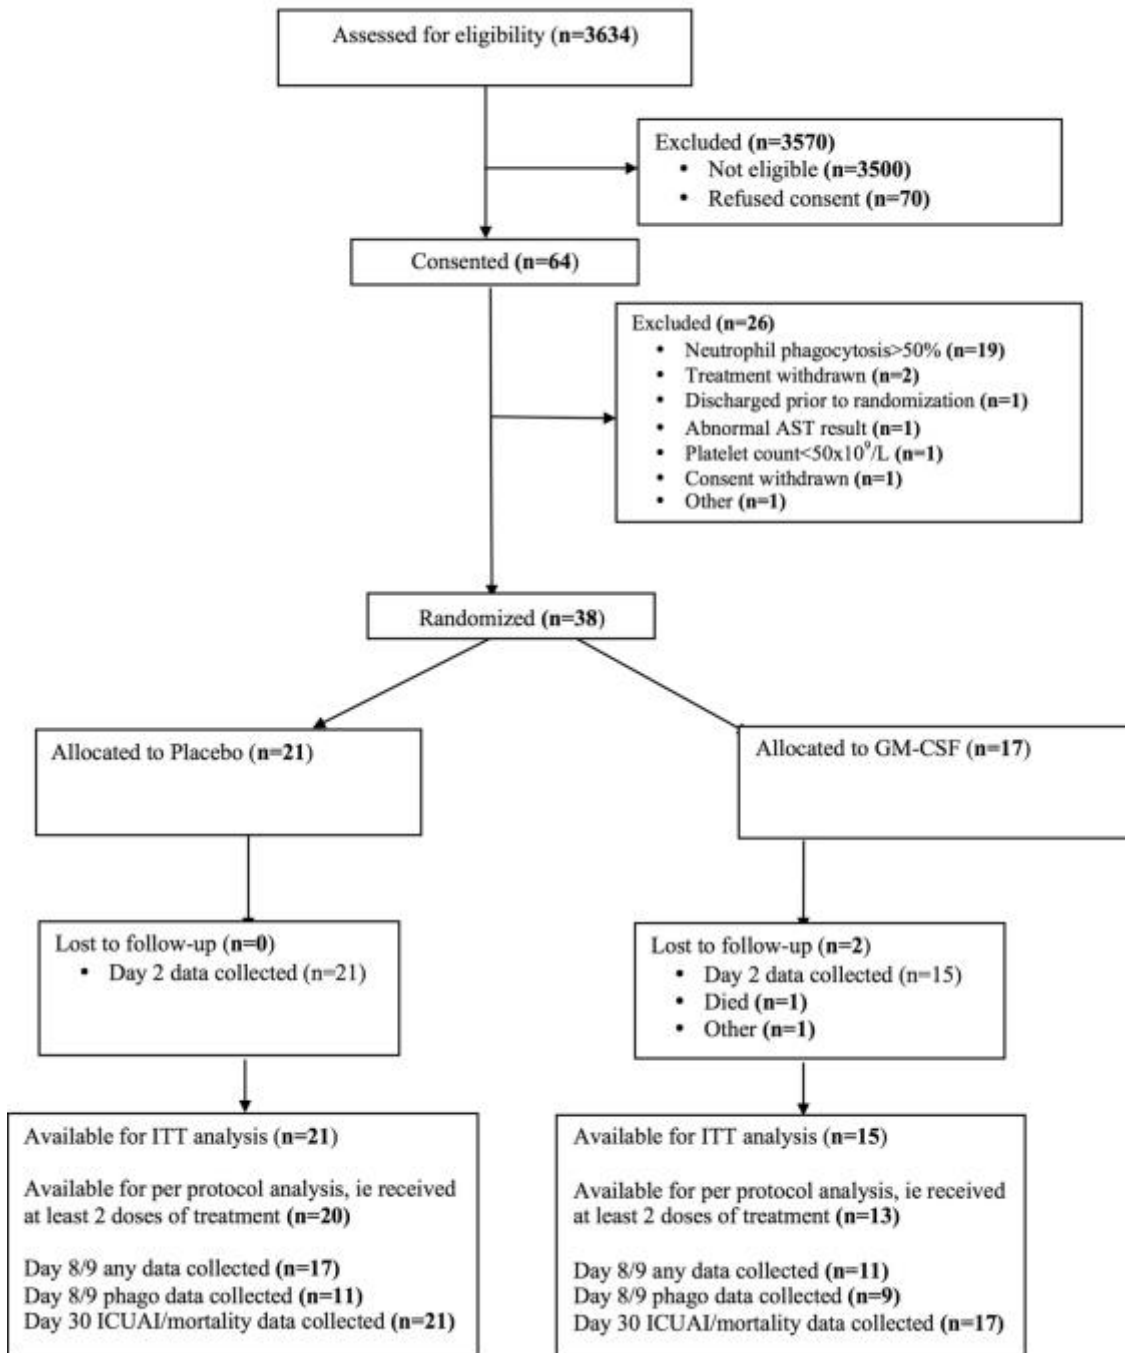 Assessed for eligibility (n=3634)
Excluded (n=3570)
• Not eligible (n=3500)
• Refused consent (n=70)
Consented (n=64)
Excluded (n=26)
• Neutrophil phagocytosis>50% (n=19)
• Treatment withdrawn (n=2)
• Discharged prior to randomization (n=1)
• Abnormal AST result (n=1)
• Platelet count<50x10⁹/L (n=1)
• Consent withdrawn (n=1)
• Other (n=1)
Randomized (n=38)
Allocated to Placebo (n=21)
Allocated to GM-CSF (n=17)
Lost to follow-up (n=0)
• Day 2 data collected (n=21)
Lost to follow-up (n=2)
• Day 2 data collected (n=15)
• Died (n=1)
• Other (n=1)
Available for ITT analysis (n=21)
Available for per protocol analysis, ie received
at least 2 doses of treatment (n=20)
Day 8/9 any data collected (n=17)
Day 8/9 phago data collected (n=11)
Day 30 ICUAI/mortality data collected (n=21)
Available for ITT analysis (n=15)
Available for per protocol analysis, ie received
at least 2 doses of treatment (n=13)
Day 8/9 any data collected (n=11)
Day 8/9 phago data collected (n=9)
Day 30 ICUAI/mortality data collected (n=17)